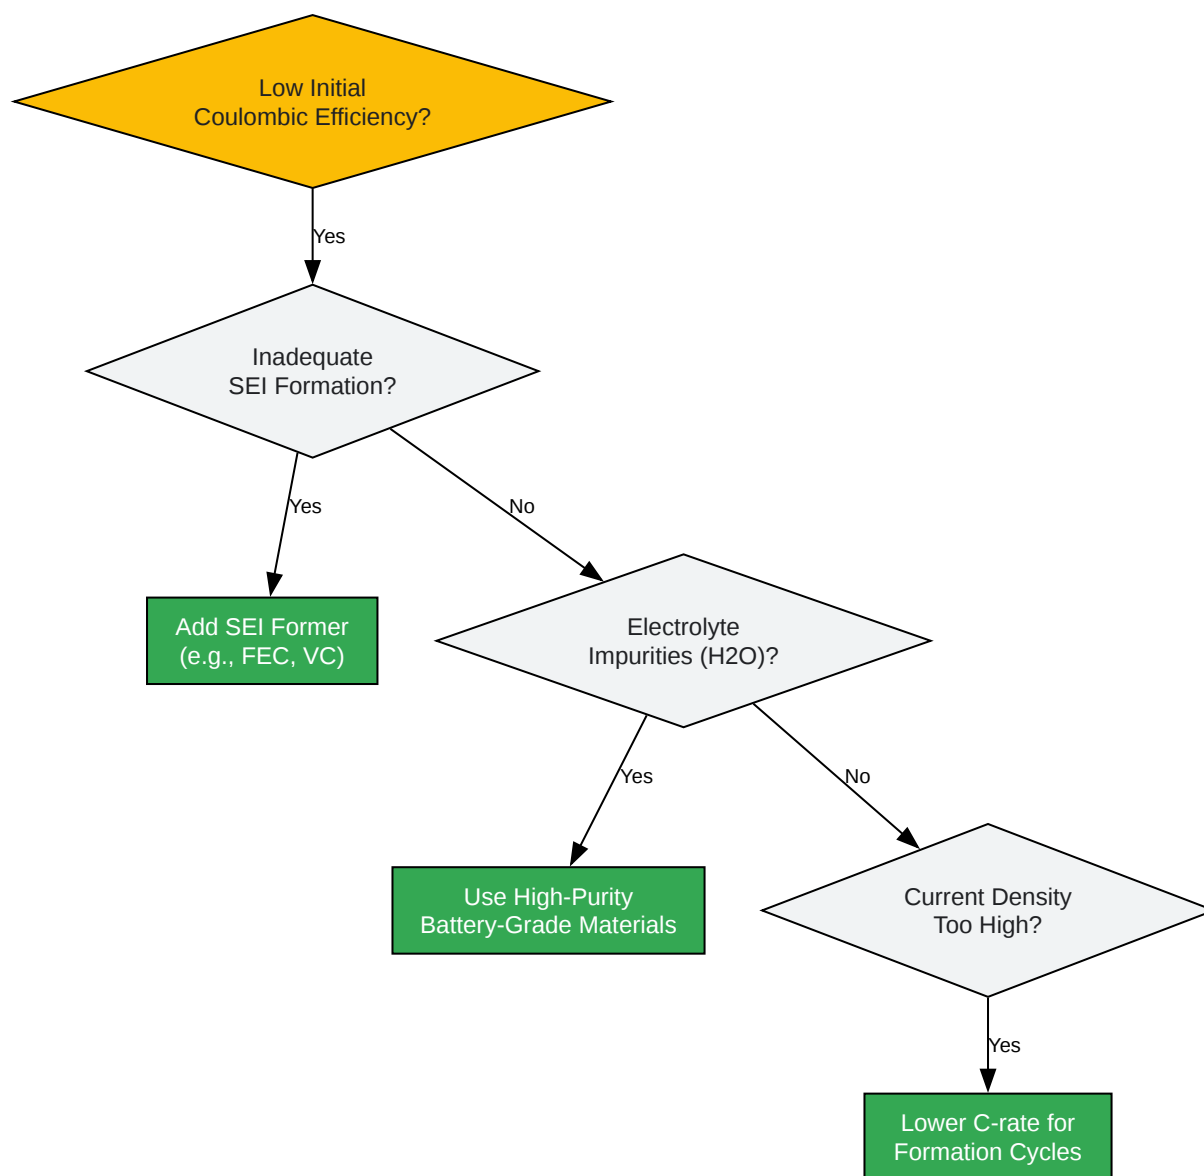 Low Initial
Coulombic Efficiency?
Yes
Inadequate
SEI Formation?
Yes
No
Add SEI Former
(e.g., FEC, VC)
Electrolyte
Impurities (H2O)?
Yes
No
Use High-Purity
Battery-Grade Materials
Current Density
Too High?
Yes
Lower C-rate for
Formation Cycles